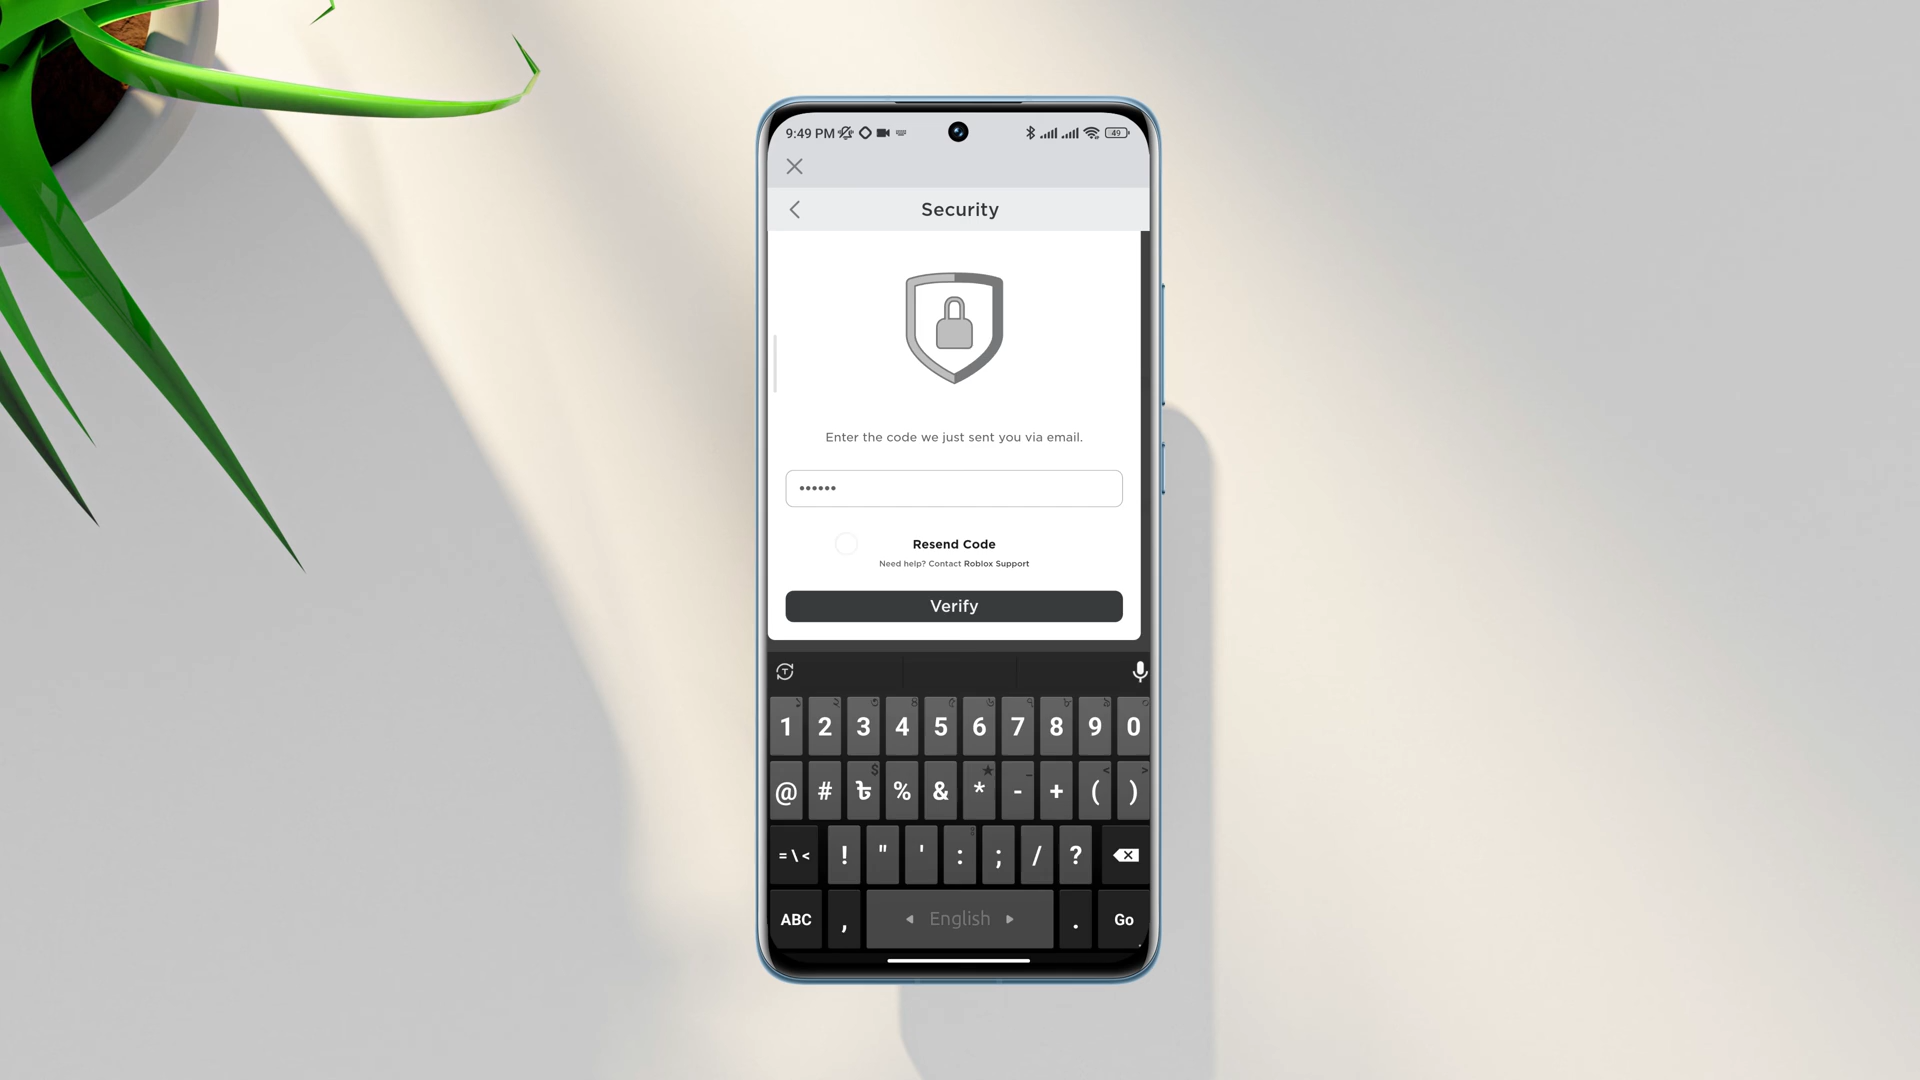 9:49 PM
49
Security
Enter the code we just sent you via email.
••••••
Resend Code
Need help? Contact Roblox Support
Verify
1 2 3 4 5 6 7 8 9 0
$ ★ _ < >
@ # ৳ % & * - + ( )
= \ < ! " ' : ; / ?
ABC , English . Go